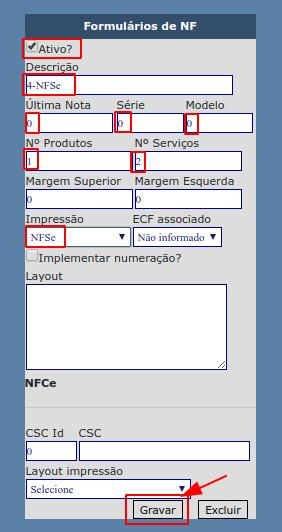 Formulários de NF
Ativo?
Descrição
4-NFSe
Última Nota Série Modelo
0 0 0
Nº Produtos Nº Serviços
1 2
Margem Superior Margem Esquerda
0 0
Impressão ECF associado
NFSe Não informado
Implementar numeração?
Layout
NFCe
CSC Id CSC
0
Layout impressão
Selecione
Gravar Excluir